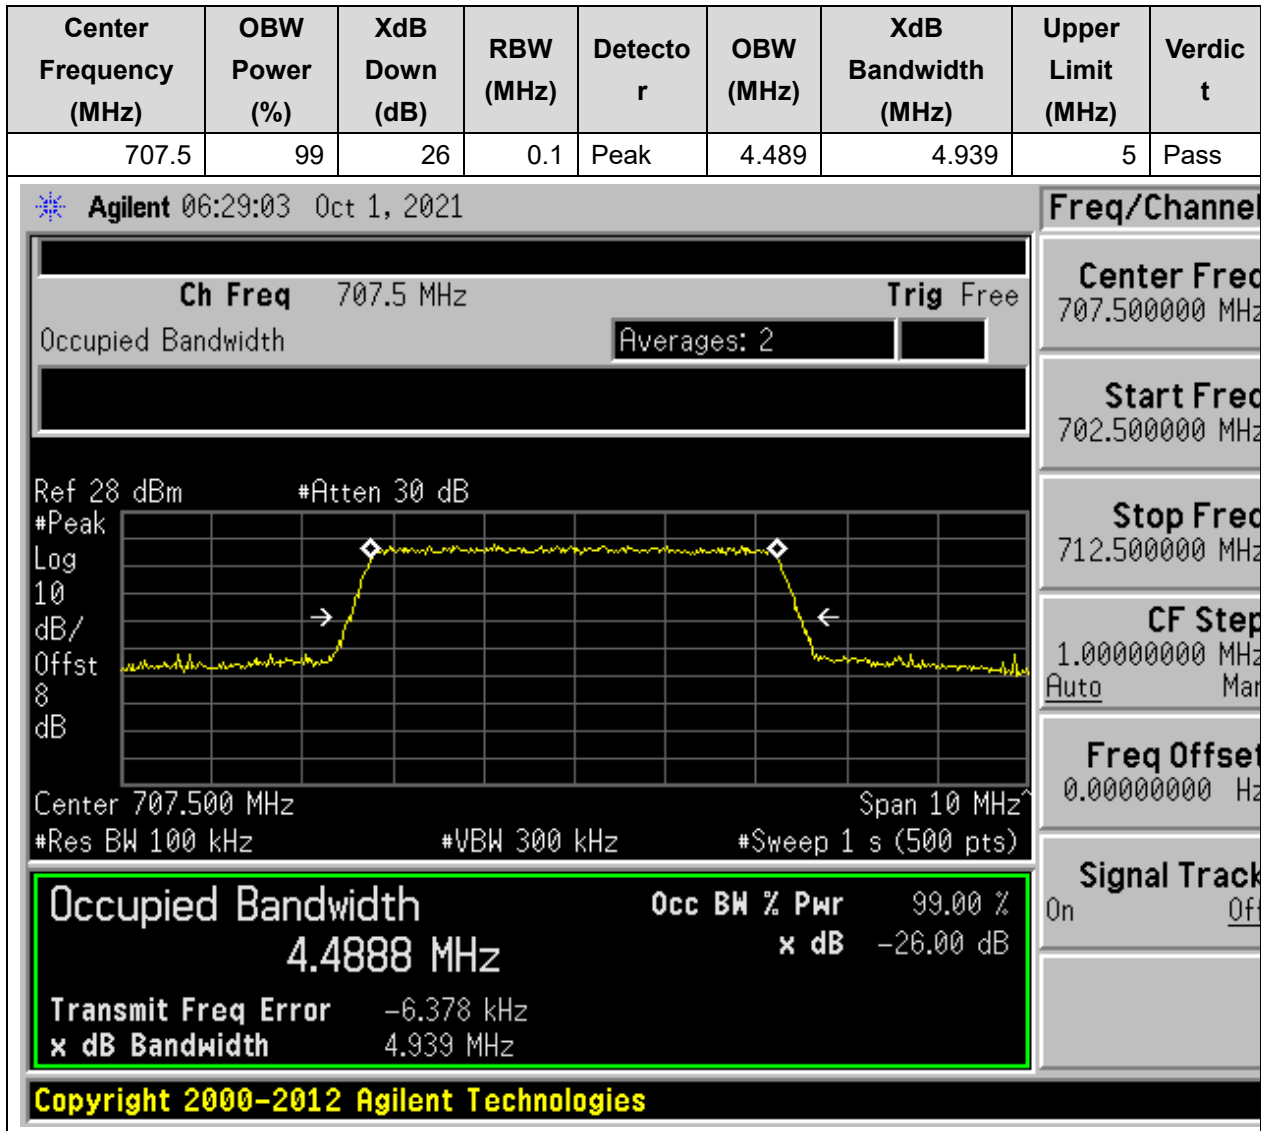 Center Frequency (MHz) OBW Power (%) XdB Down (dB) RBW (MHz) Detecto r OBW (MHz) XdB Bandwidth (MHz) Upper Limit (MHz) Verdic t
707.5 99 26 0.1 Peak 4.489 4.939 5 Pass
Agilent 06:29:03 Oct 1, 2021
Freq/Channel
Ch Freq 707.5 MHz Trig Free
Occupied Bandwidth Averages: 2
Center Freq
707.500000 MHz
Start Freq
702.500000 MHz
Stop Freq
712.500000 MHz
CF Step
1.00000000 MHz
Auto Man
Freq Offset
0.00000000 Hz
Signal Track
On Off
Ref 28 dBm #Atten 30 dB
#Peak
Log
10
dB/
Offst
8
dB
Center 707.500 MHz Span 10 MHz^
#Res BW 100 kHz #VBW 300 kHz #Sweep 1 s (500 pts)
Occupied Bandwidth Occ BW % Pwr 99.00 %
4.4888 MHz x dB -26.00 dB
Transmit Freq Error -6.378 kHz
x dB Bandwidth 4.939 MHz
Copyright 2000-2012 Agilent Technologies